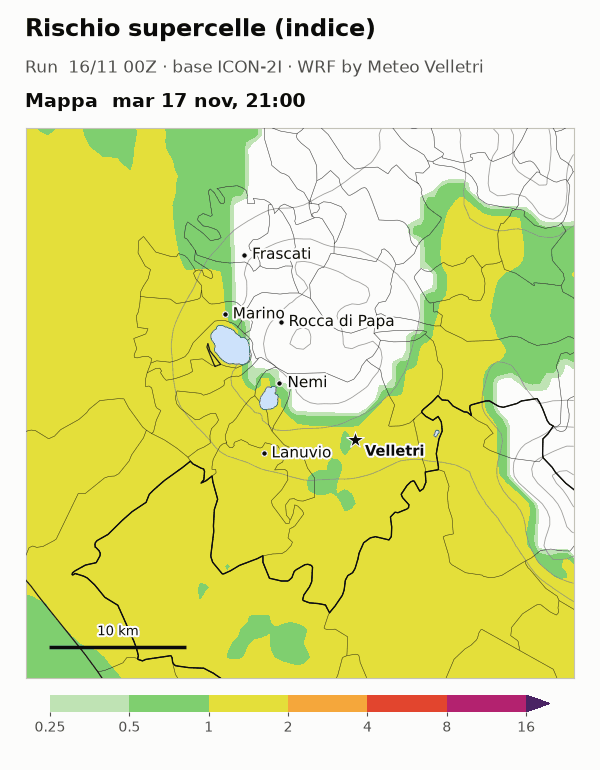 Rischio supercelle (indice)
Run  16/11 00Z · base ICON-2I · WRF by Meteo Velletri
Mappa  mar 17 nov, 21:00
Frascati
Marino
Rocca di Papa
Nemi
Velletri
Lanuvio
10 km
0.25 0.5 1 2 4 8 16